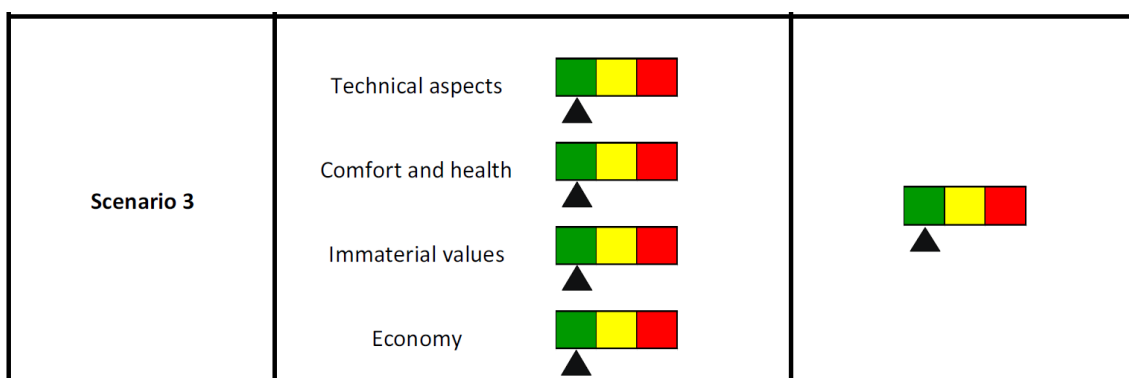 Technical aspects
Comfort and health
Scenario 3
Immaterial values
Economy